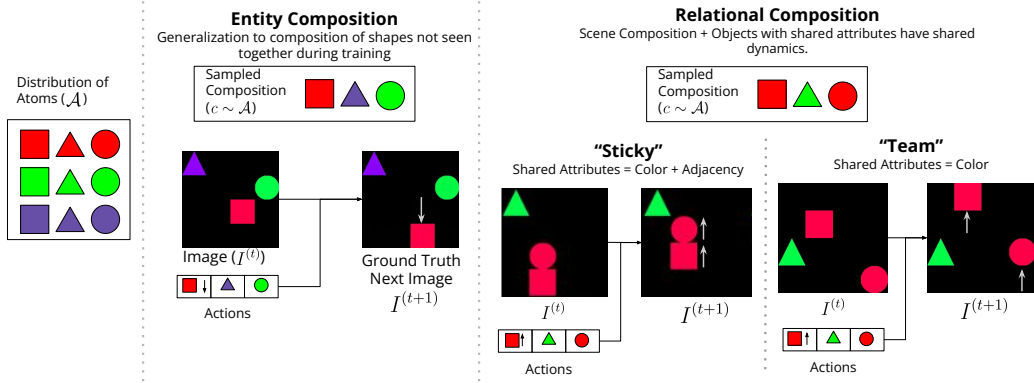 Distribution of
Atoms (𝒜)
Entity Composition
Generalization to composition of shapes not seen
together during training
Sampled
Composition
(c ∼ 𝒜)
Image (I^(t))
Actions
Ground Truth
Next Image
I^(t+1)
Relational Composition
Scene Composition + Objects with shared attributes have shared
dynamics.
Sampled
Composition
(c ∼ 𝒜)
“Sticky”
Shared Attributes = Color + Adjacency
I^(t)
I^(t+1)
Actions
“Team”
Shared Attributes = Color
I^(t)
I^(t+1)
Actions